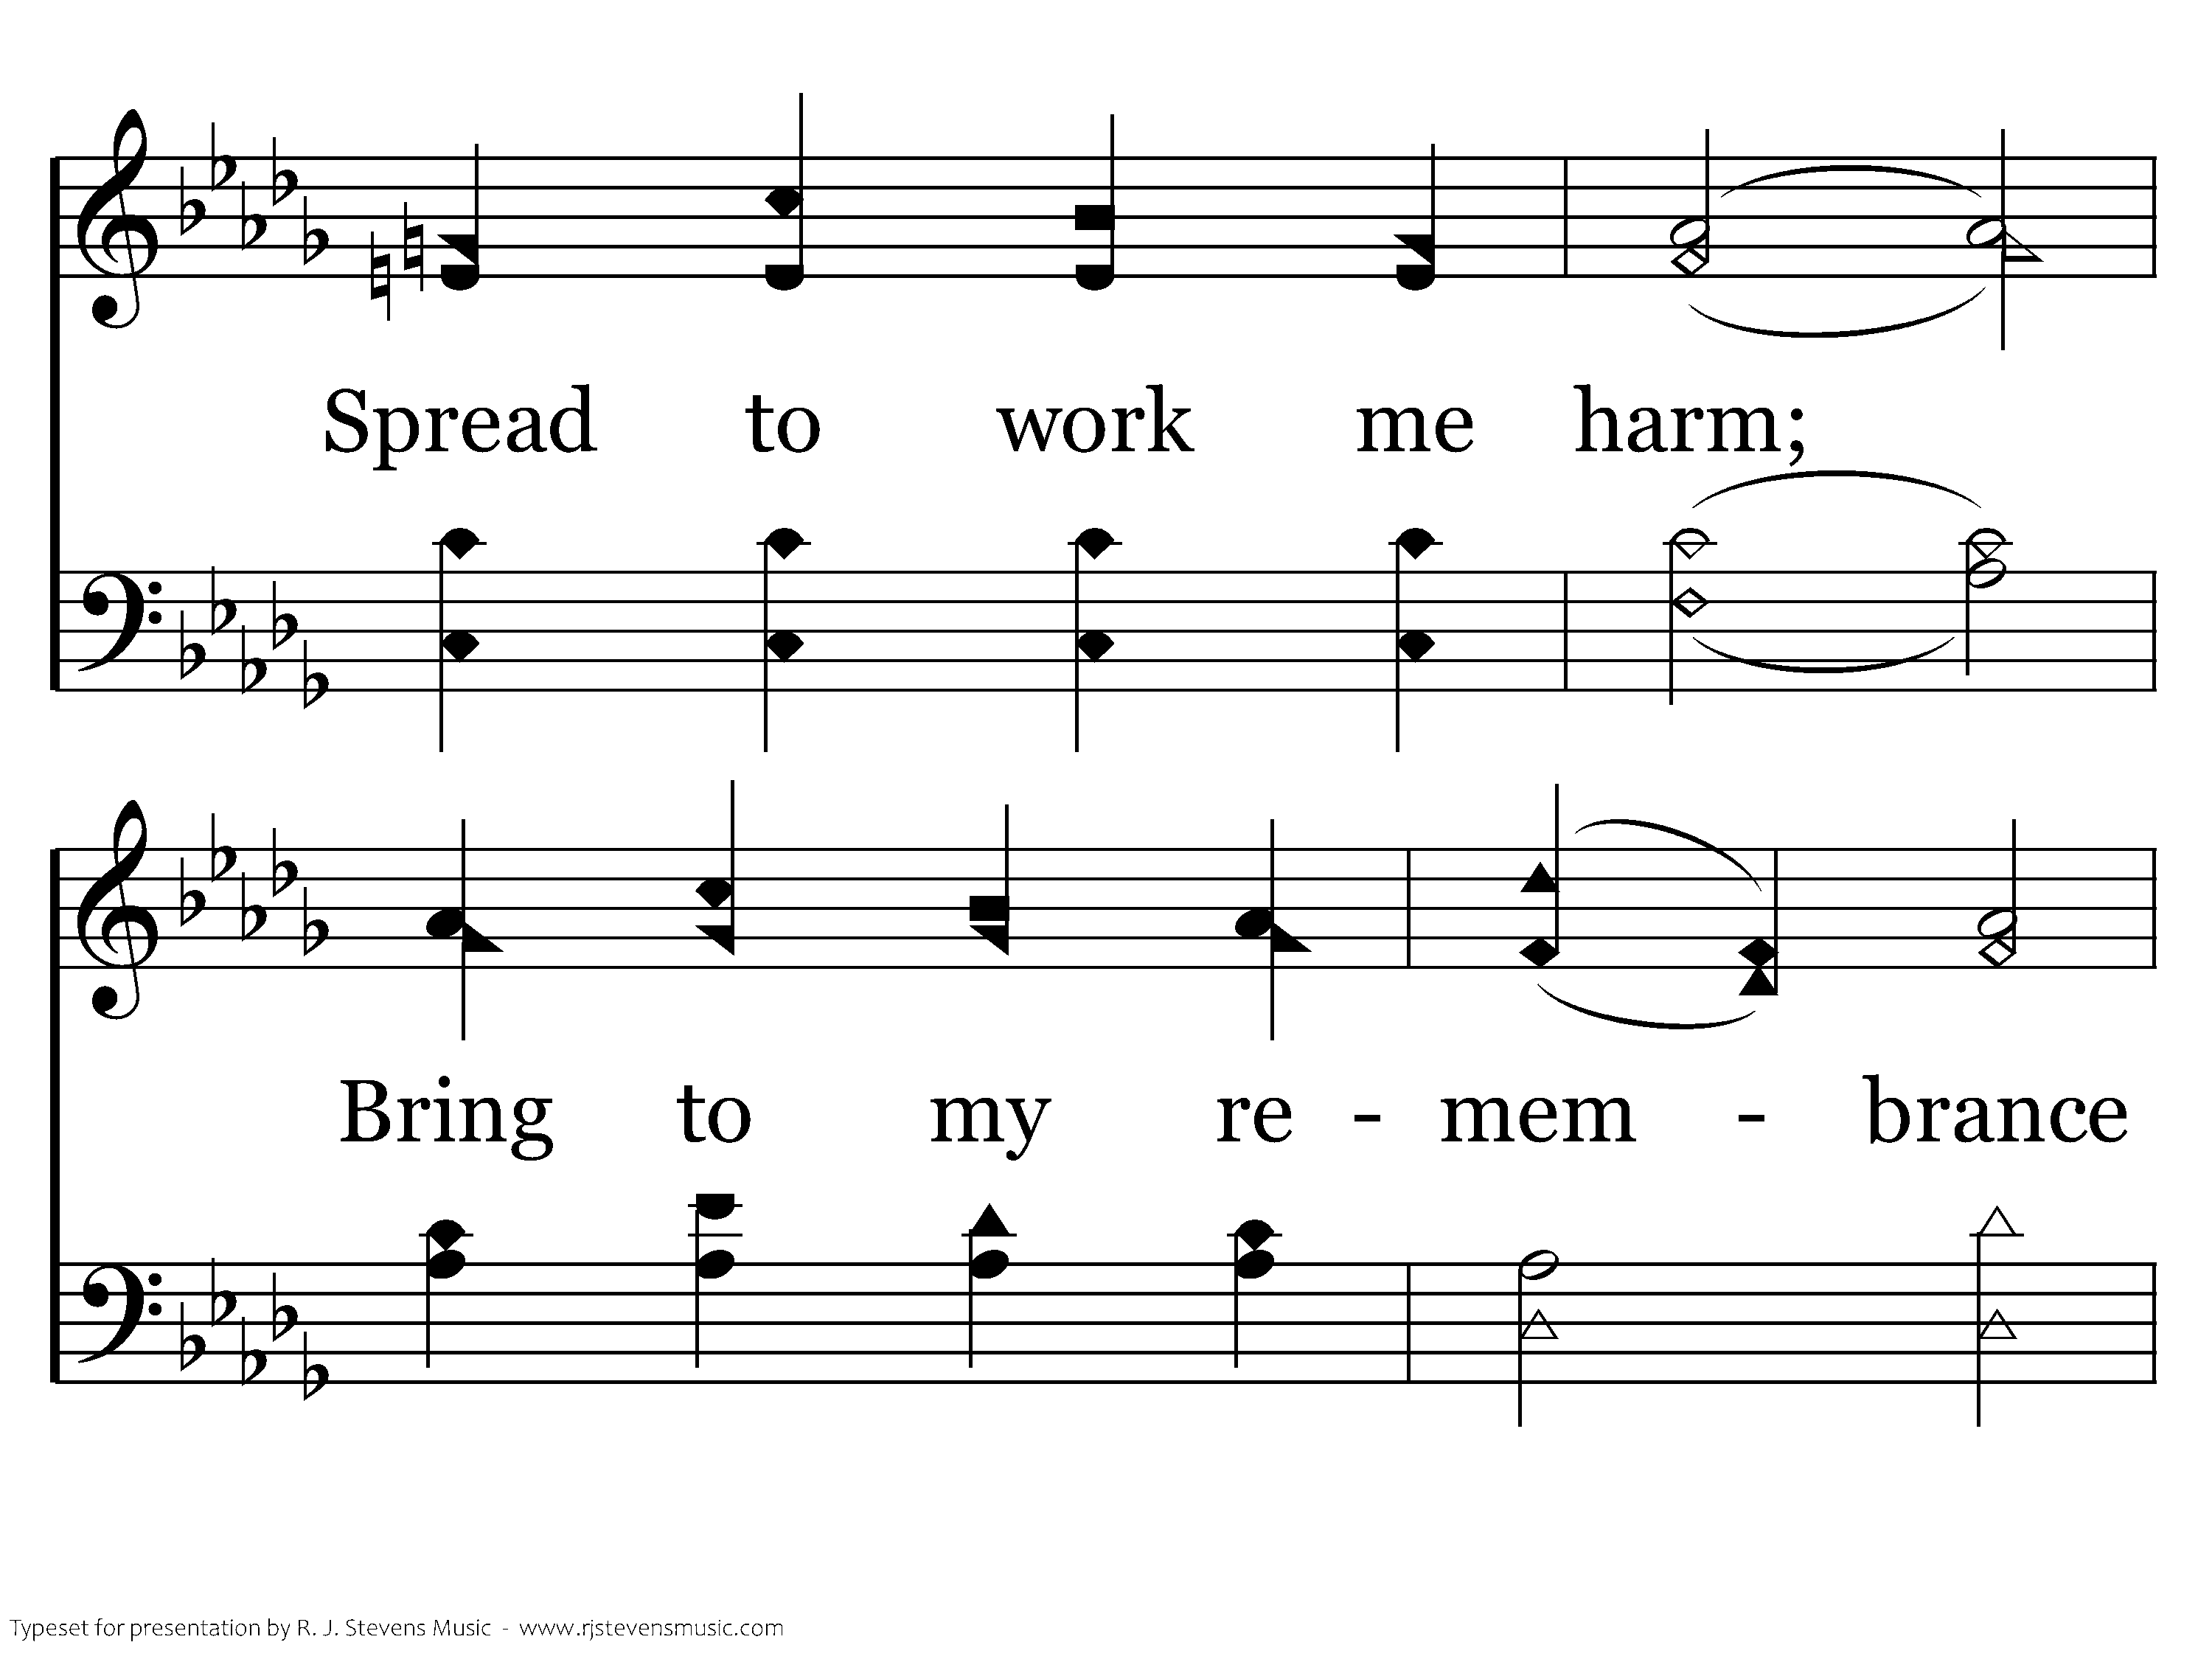 Spread to work me harm;
Bring to my re - mem - brance
Typeset for presentation by R. J. Stevens Music - www.rjstevensmusic.com